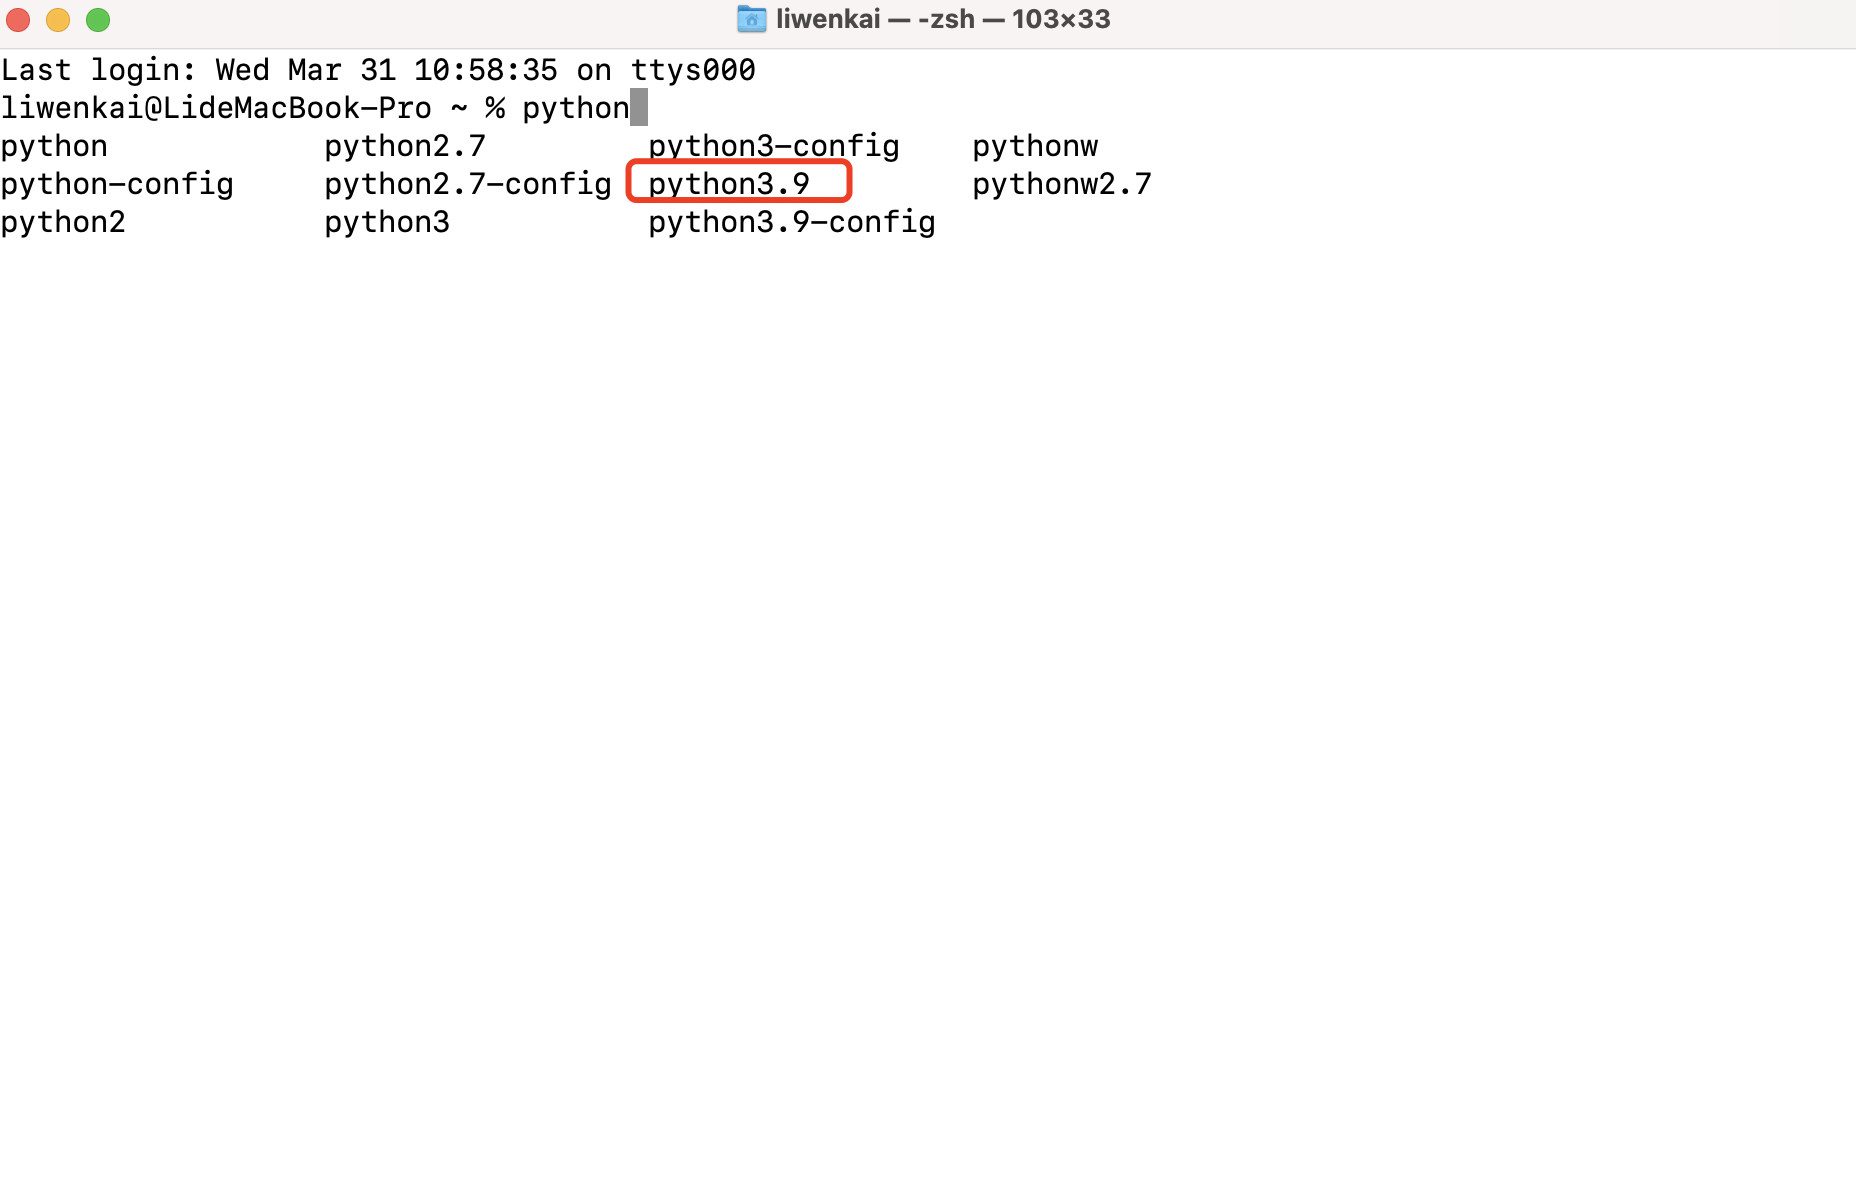 liwenkai — -zsh — 103×33
Last login: Wed Mar 31 10:58:35 on ttys000
liwenkai@LideMacBook-Pro ~ % python
python python2.7 python3-config pythonw
python-config python2.7-config python3.9 pythonw2.7
python2 python3 python3.9-config